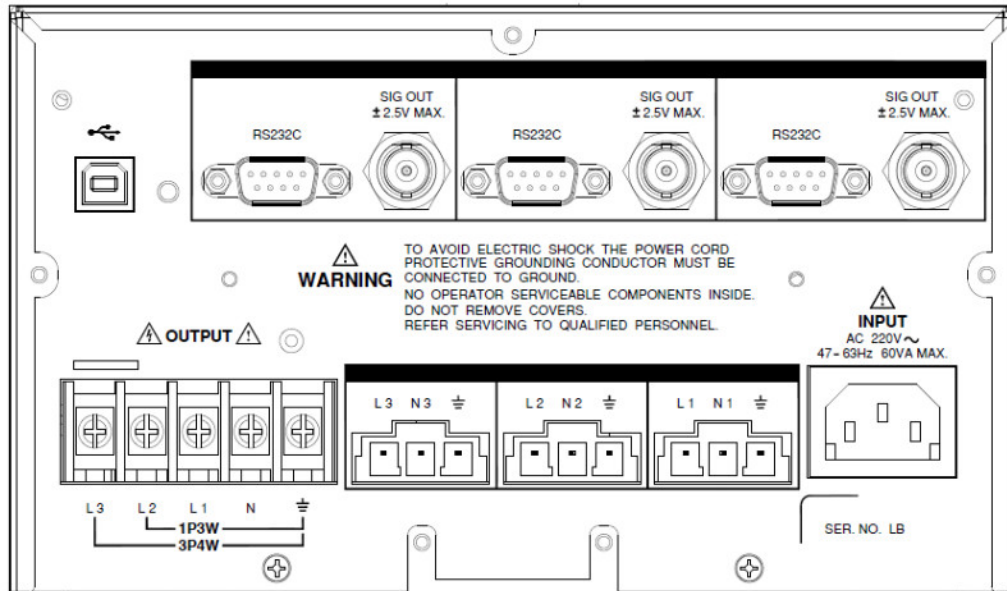 SIG OUT
± 2.5V MAX.
RS232C
SIG OUT
± 2.5V MAX.
RS232C
SIG OUT
± 2.5V MAX.
RS232C
WARNING
TO AVOID ELECTRIC SHOCK THE POWER CORD
PROTECTIVE GROUNDING CONDUCTOR MUST BE
CONNECTED TO GROUND.
NO OPERATOR SERVICEABLE COMPONENTS INSIDE.
DO NOT REMOVE COVERS.
REFER SERVICING TO QUALIFIED PERSONNEL.
OUTPUT
INPUT
AC 220V~
47-63Hz 60VA MAX.
L3 N3
L2 N2
L1 N1
L3 L2 L1 N
1P3W
3P4W
SER. NO. LB